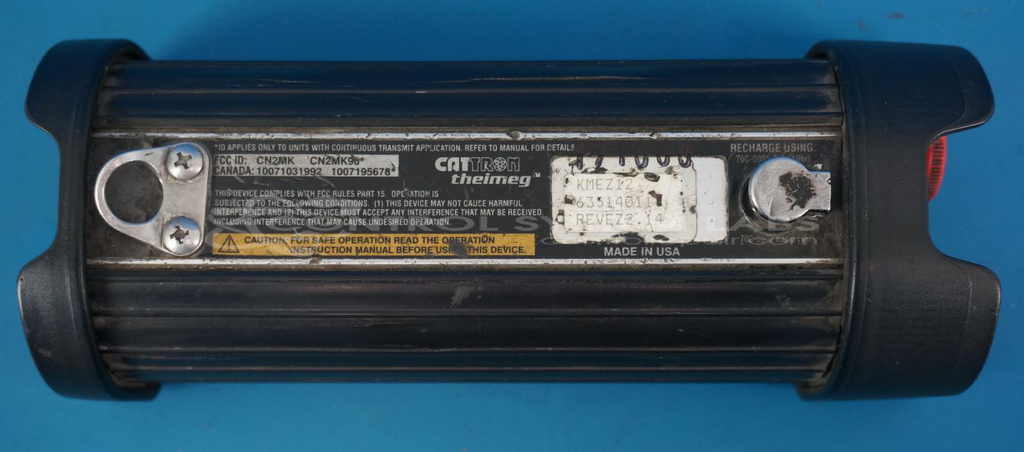 *ID APPLIES ONLY TO UNITS WITH CONTINUOUS TRANSMIT APPLICATION. REFER TO MANUAL FOR DETAILS
FCC ID: CN2MK CN2MK96*
CANADA: 10071031992 1007195678
THIS DEVICE COMPLIES WITH FCC RULES PART 15. OPERATION IS
SUBJECTED TO THE FOLLOWING CONDITIONS. (1) THIS DEVICE MAY NOT CAUSE HARMFUL
INTERFERENCE AND (2) THIS DEVICE MUST ACCEPT ANY INTERFERENCE THAT MAY BE RECEIVED
INCLUDING INTERFERENCE THAT MAY CAUSE UNDESIRED OPERATION.
CAUTION: FOR SAFE OPERATION READ THE OPERATION
INSTRUCTION MANUAL BEFORE USING THIS DEVICE.
CATTRON
theimeg
KMEZ12
REVEZ2.14
MADE IN USA
RECHARGE USING: